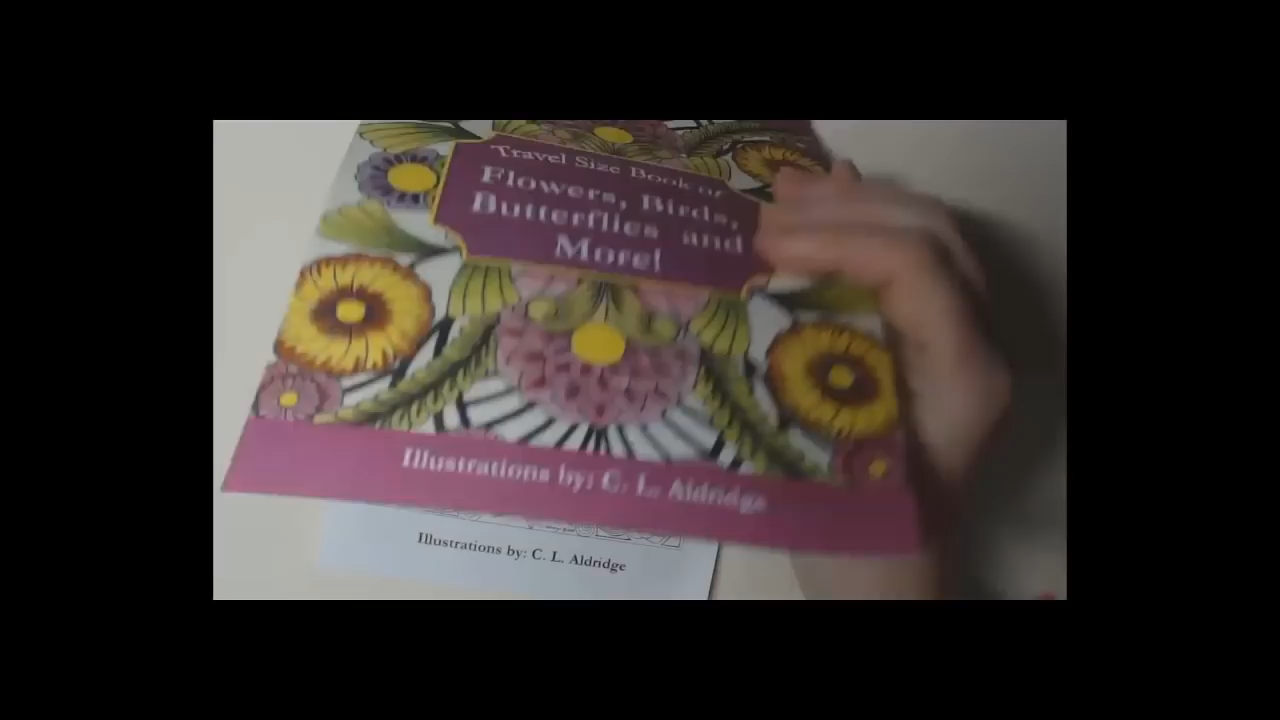 Travel Size Book of
Flowers, Birds,
Butterflies and
More!
Illustrations by: C. L. Aldridge
Illustrations by: C. L. Aldridge